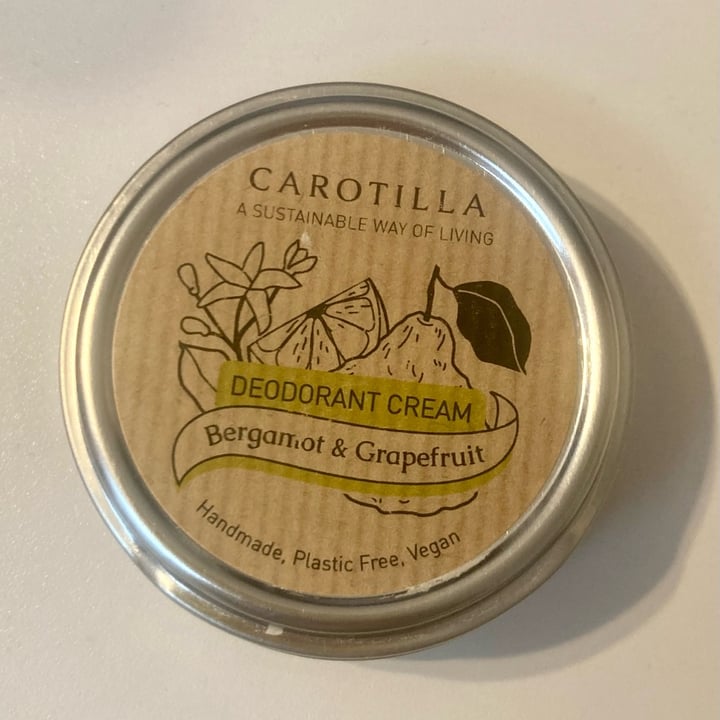 CAROTILLA
A SUSTAINABLE WAY OF LIVING
DEODORANT CREAM
Bergamot & Grapefruit
Handmade, Plastic Free, Vegan